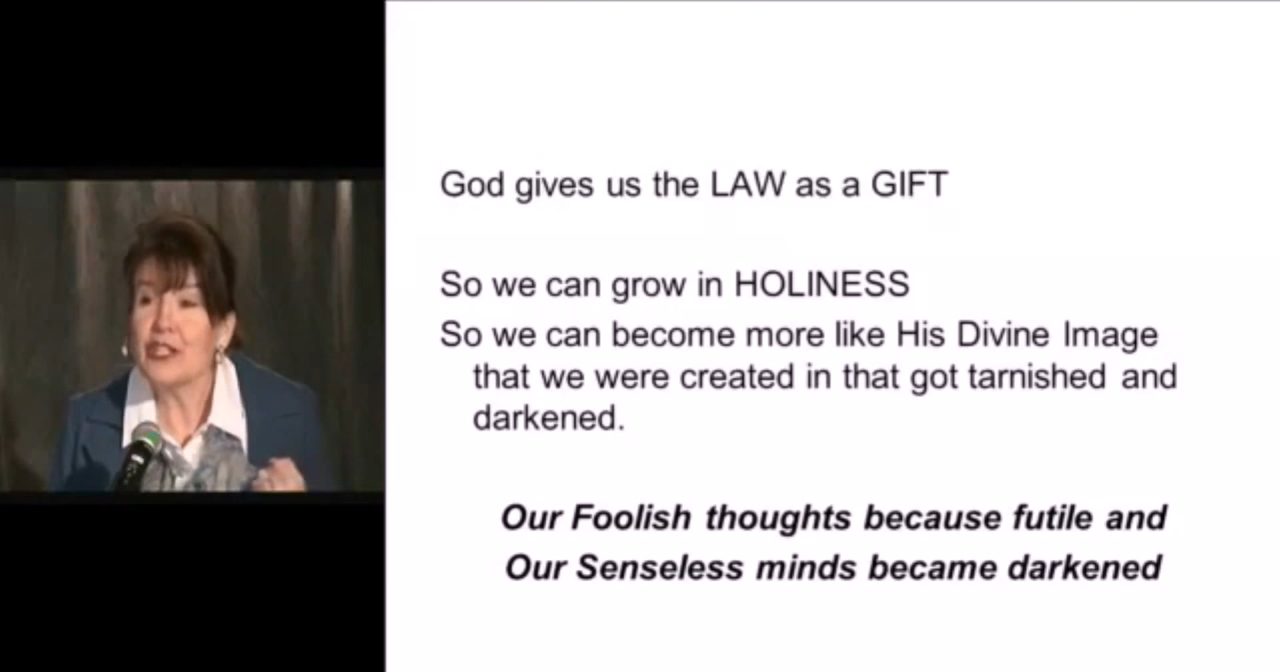 God gives us the LAW as a GIFT
So we can grow in HOLINESS
So we can become more like His Divine Image
that we were created in that got tarnished and
darkened.
Our Foolish thoughts because futile and
Our Senseless minds became darkened